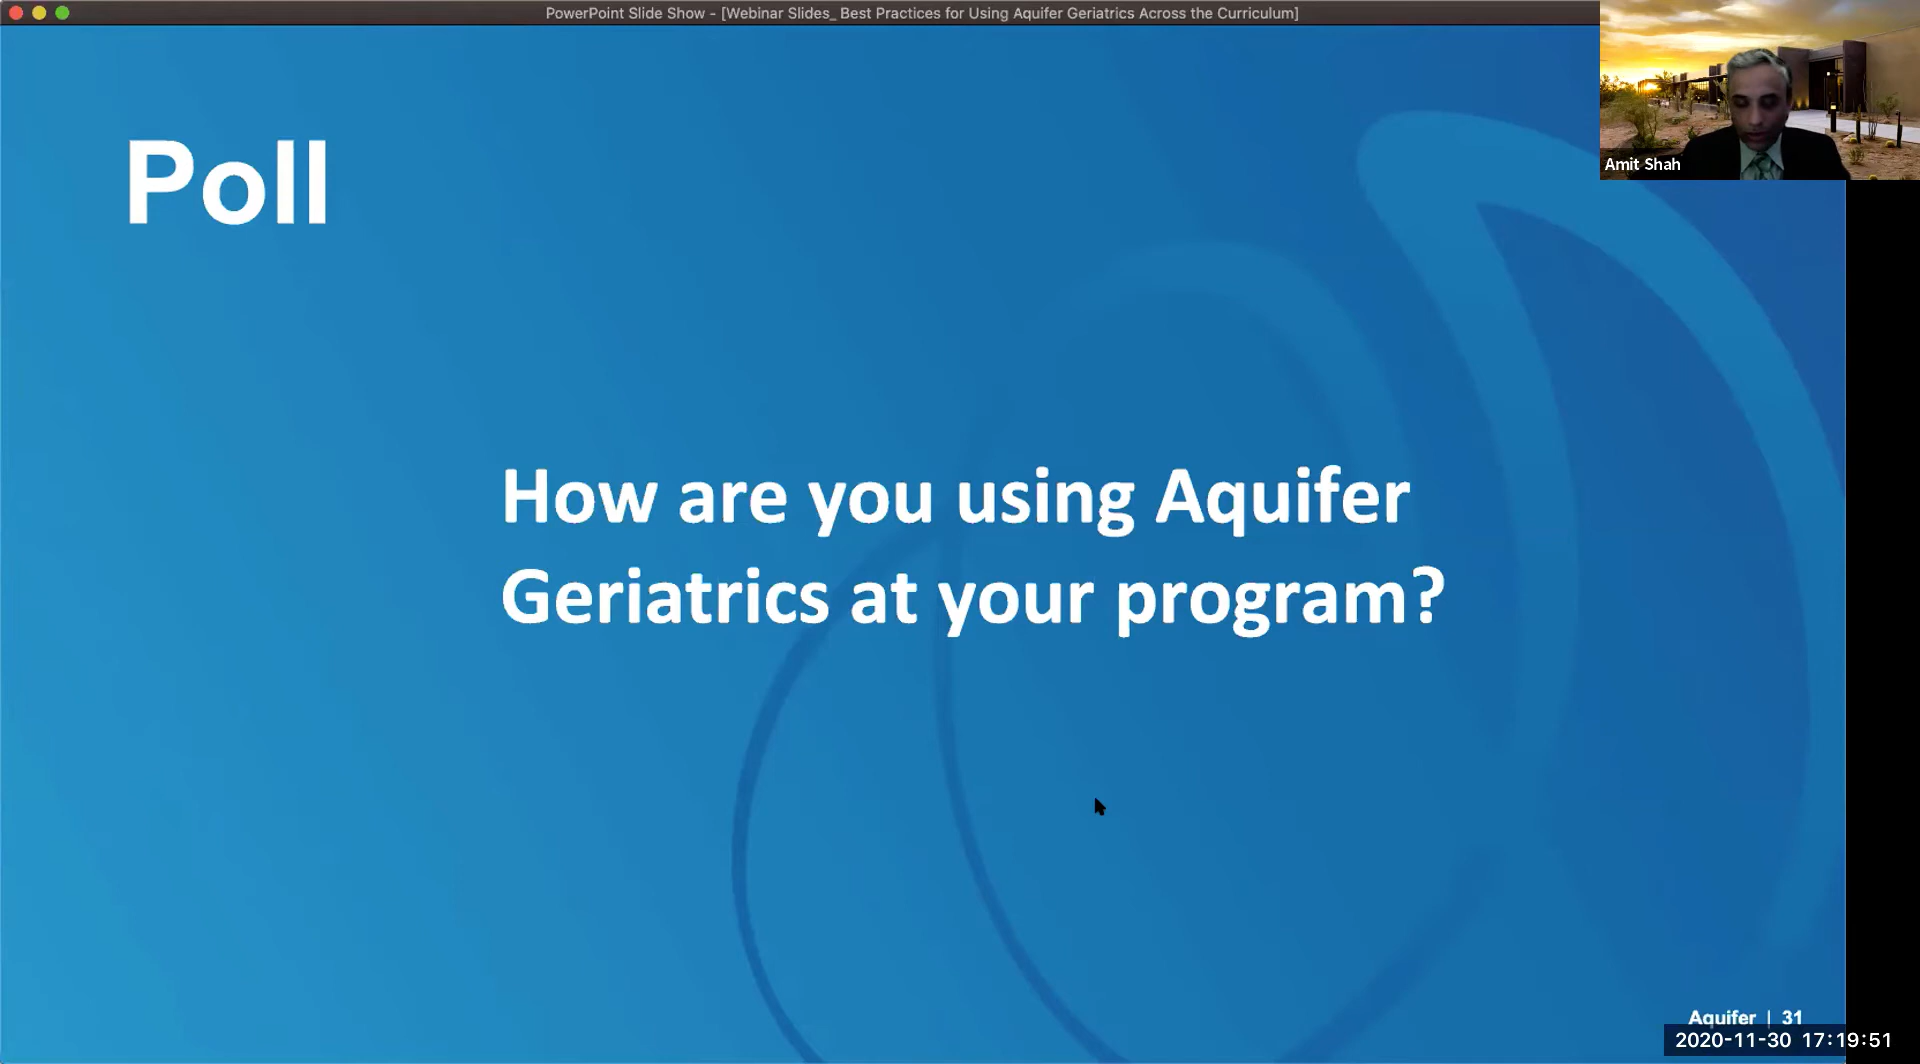 PowerPoint Slide Show - [Webinar Slides_ Best Practices for Using Aquifer Geriatrics Across the Curriculum]
Amit Shah
Poll
How are you using Aquifer
Geriatrics at your program?
Aquifer | 31
2020-11-30 17:19:51